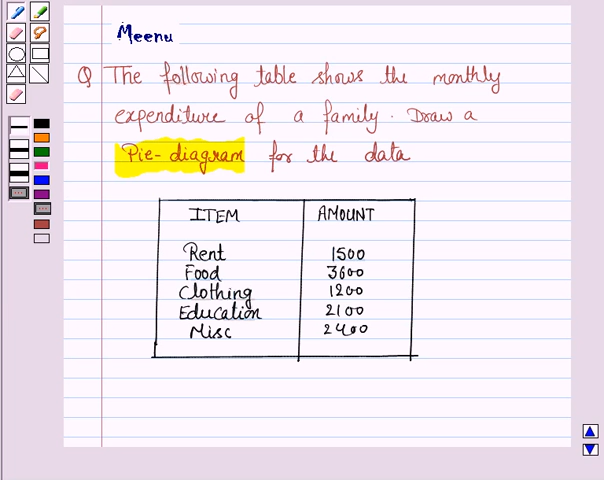 Meenu
Q The following table shows the monthly
expenditure of a family. Draw a
Pie-diagram for the data
ITEM AMOUNT
Rent 1500
Food 3600
Clothing 1200
Education 2100
Misc 2400